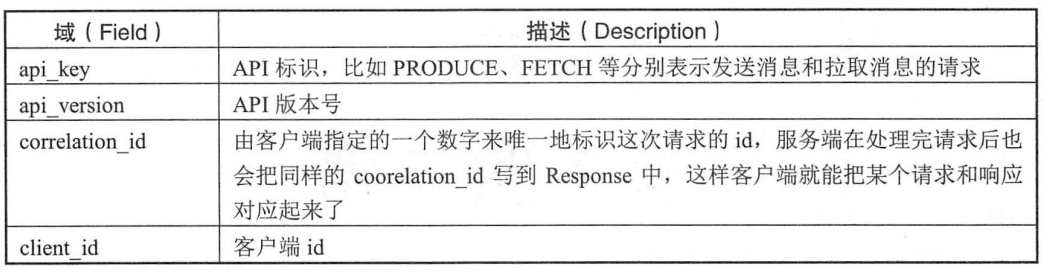 域（Field） 描述（Description）
api_key API 标识，比如 PRODUCE、FETCH 等分别表示发送消息和拉取消息的请求
api_version API 版本号
correlation_id 由客户端指定的一个数字来唯一地标识这次请求的 id，服务端在处理完请求后也
会把同样的 coorelation_id 写到 Response 中，这样客户端就能把某个请求和响应
对应起来了
client_id 客户端 id